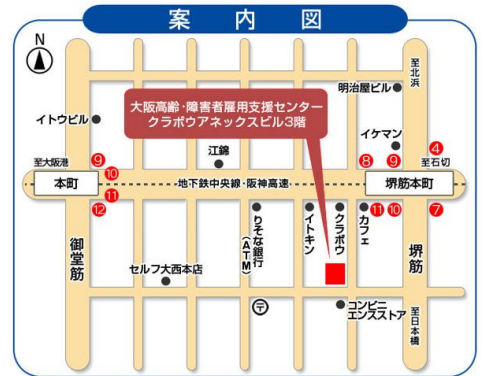 案内図
N
至北浜
明治屋ビル
大阪高齢・障害者雇用支援センター
クラボウアネックスビル3階
イトウビル
イケマン
江錦
④
至大阪港
⑨
⑧
⑨
至石切
本町
⑩
地下鉄中央線・阪神高速
堺筋本町
⑪
⑫
⑪
⑩
⑦
御堂筋
りそな銀行
(ATM)
イトキン
クラボウ
カフェ
堺筋
セルフ大西本店
〒
コンビニ
エンスストア
至日本橋